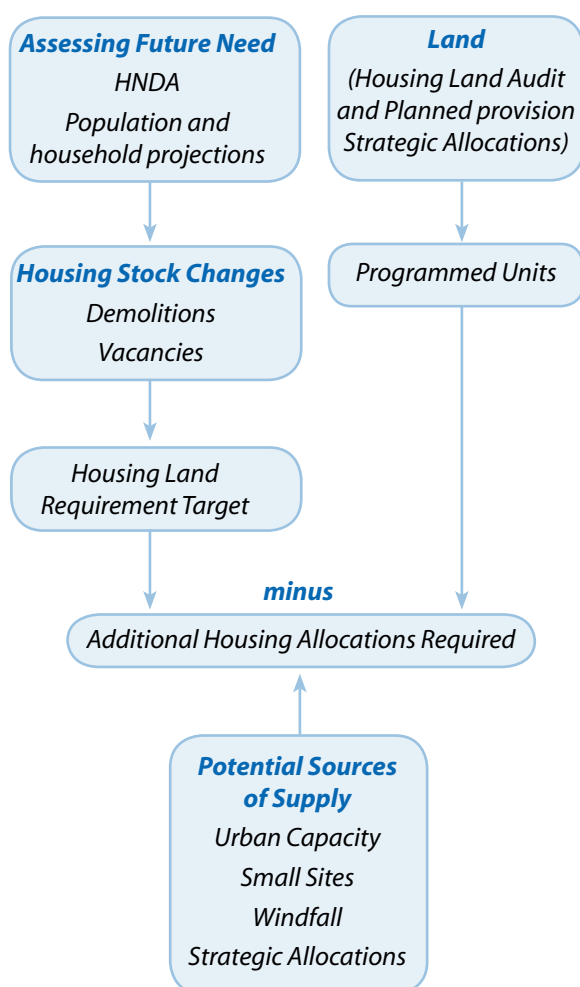 Assessing Future Need
HNDA
Population and
household projections
Land
(Housing Land Audit
and Planned provision
Strategic Allocations)
Housing Stock Changes
Demolitions
Vacancies
Programmed Units
Housing Land
Requirement Target
minus
Additional Housing Allocations Required
Potential Sources
of Supply
Urban Capacity
Small Sites
Windfall
Strategic Allocations